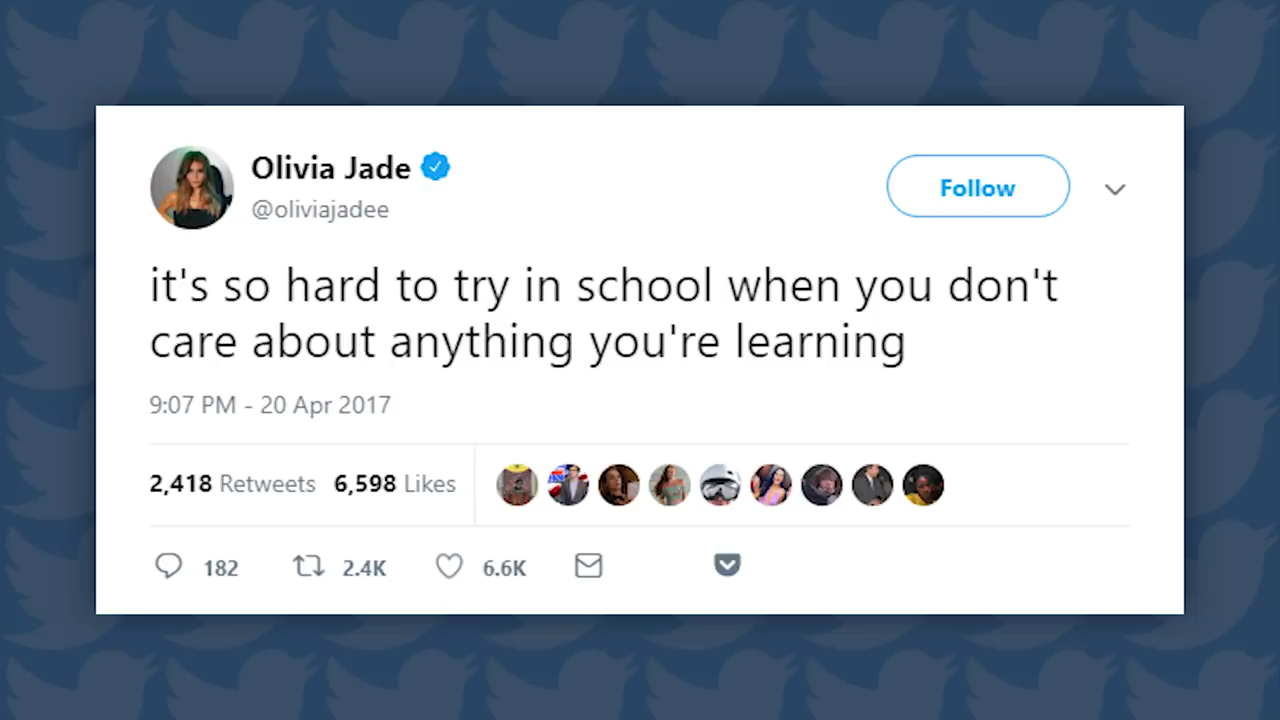 Olivia Jade
@oliviajadee
Follow
it's so hard to try in school when you don't
care about anything you're learning
9:07 PM - 20 Apr 2017
2,418 Retweets 6,598 Likes
182 2.4K 6.6K